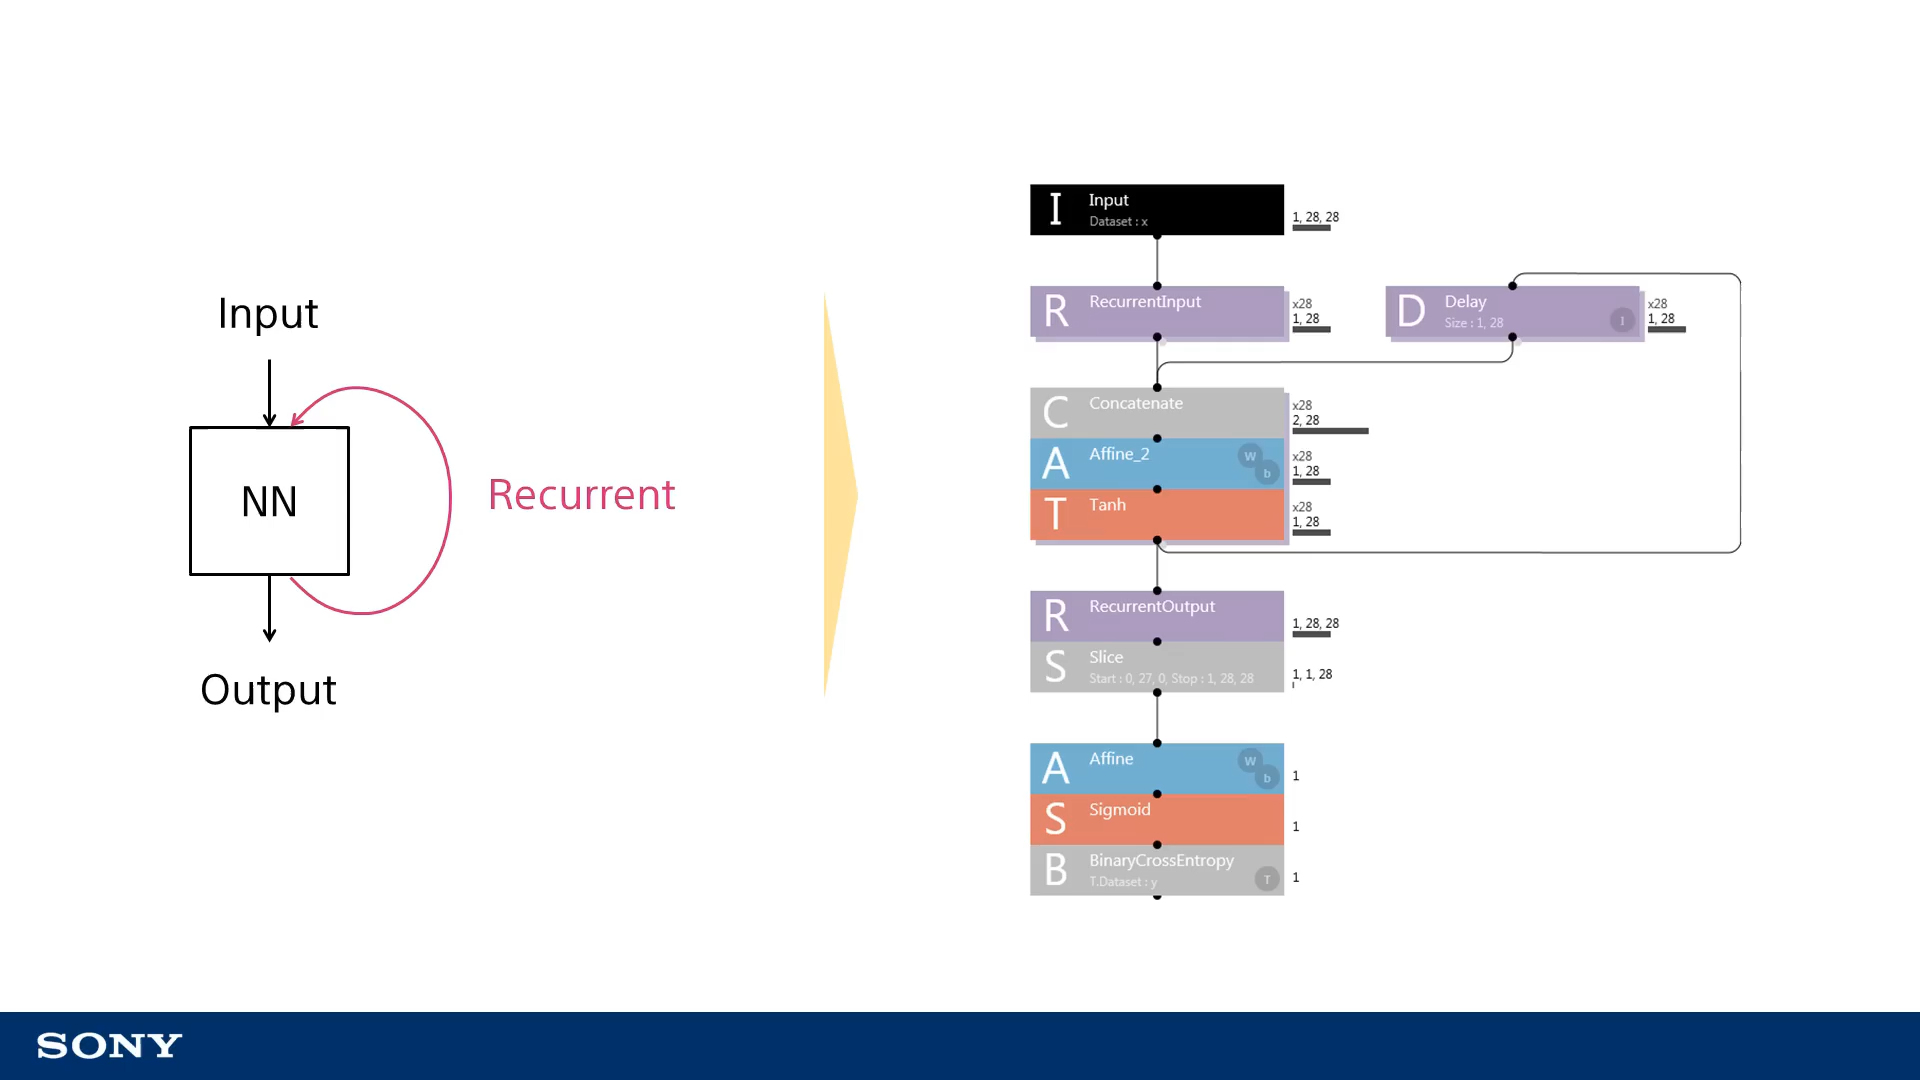 Input
NN
Recurrent
Output
I
Input
Dataset : x
1, 28, 28
R
RecurrentInput
x28
1, 28
D
Delay
Size : 1, 28
I
x28
1, 28
C
Concatenate
x28
2, 28
A
Affine_2
W
b
x28
1, 28
T
Tanh
x28
1, 28
R
RecurrentOutput
1, 28, 28
S
Slice
Start : 0, 27, 0, Stop : 1, 28, 28
1, 1, 28
A
Affine
W
b
1
S
Sigmoid
1
B
BinaryCrossEntropy
T.Dataset : y
T
1
SONY